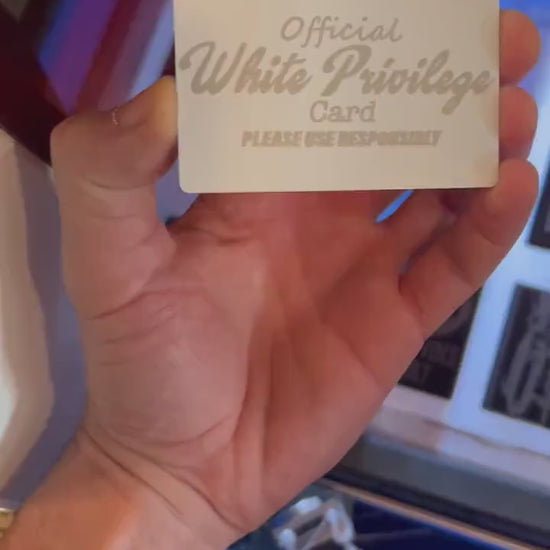 Official
White Privilege
Card
PLEASE USE RESPONSIBLY